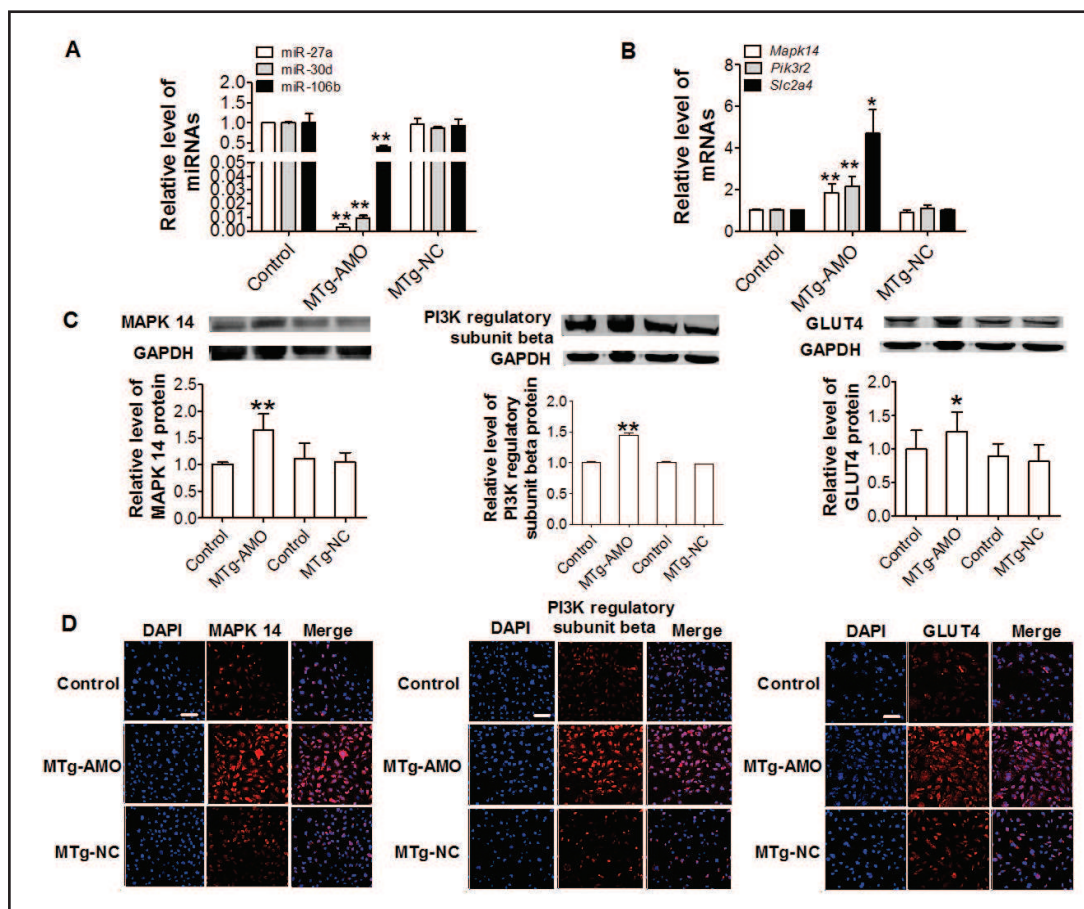 A
miR-27a
miR-30d
miR-106b
Relative level of
miRNAs
2.0
1.5
1.0
0.5
0.05
0.04
0.03
0.02
0.01
0.00
**
**
**
Control
MTg-AMO
MTg-NC
B
Mapk14
Pik3r2
Slc2a4
Relative level of
mRNAs
8
6
4
2
0
**
**
*
Control
MTg-AMO
MTg-NC
C
MAPK 14
GAPDH
Relative level of
MAPK 14 protein
2.5
2.0
1.5
1.0
0.5
0.0
**
Control
MTg-AMO
Control
MTg-NC
PI3K regulatory
subunit beta
GAPDH
Relative level of
PI3K regulatory
subunit beta protein
2.0
1.5
1.0
0.5
0.0
**
Control
MTg-AMO
Control
MTg-NC
GLUT4
GAPDH
Relative level of
GLUT4 protein
2.0
1.5
1.0
0.5
0.0
*
Control
MTg-AMO
Control
MTg-NC
D
DAPI MAPK 14 Merge
Control
MTg-AMO
MTg-NC
PI3K regulatory
DAPI subunit beta Merge
Control
MTg-AMO
MTg-NC
DAPI GLUT4 Merge
Control
MTg-AMO
MTg-NC